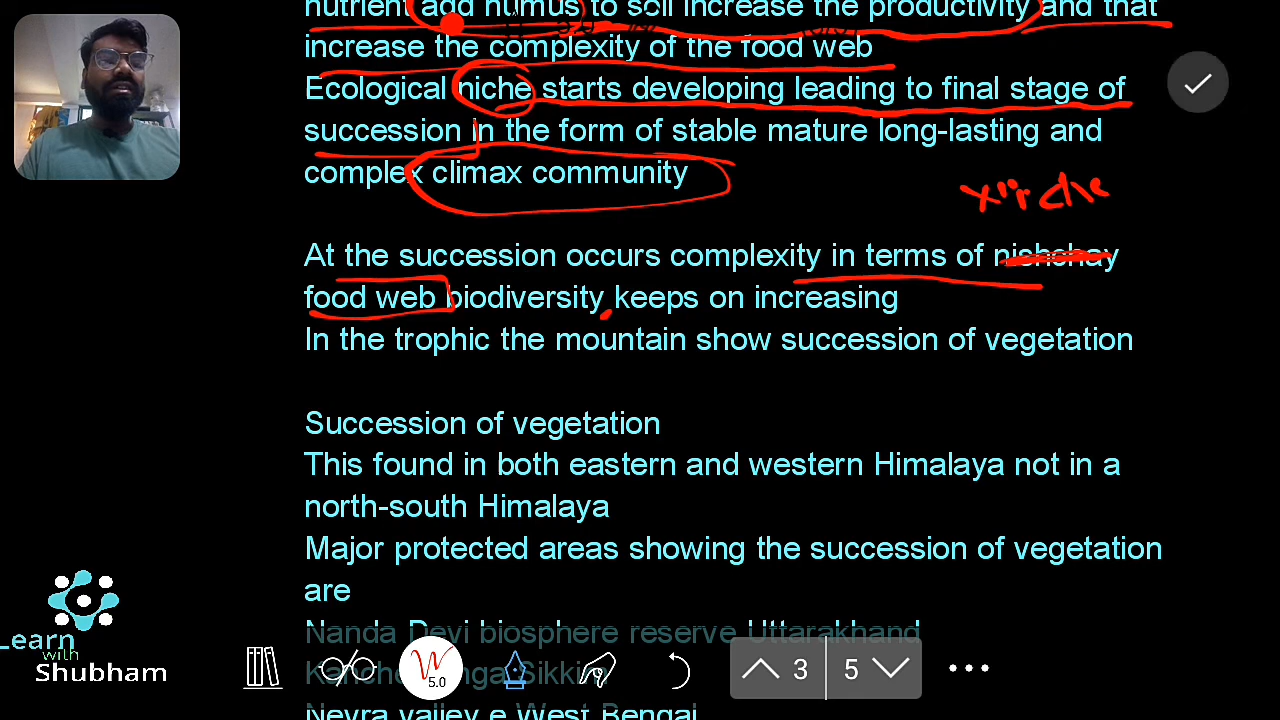 nutrient add humus to soil increase the productivity and that
increase the complexity of the food web
Ecological niche starts developing leading to final stage of
succession in the form of stable mature long-lasting and
complex climax community
At the succession occurs complexity in terms of nishchay
food web biodiversity keeps on increasing
In the trophic the mountain show succession of vegetation
Succession of vegetation
This found in both eastern and western Himalaya not in a
north-south Himalaya
Major protected areas showing the succession of vegetation
are
Nanda Devi biosphere reserve Uttarakhand
Sikkim
Neyra valley e West Bengal
Learn
with
Shubham
5.0
3 5